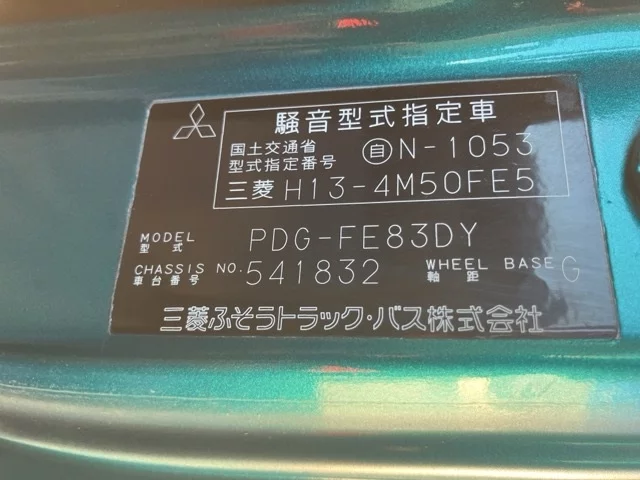 騒音型式指定車
国土交通省
型式指定番号 自 N-1053
三菱 H13-4M50FE5
MODEL
型式 PDG-FE83DY
CHASSIS NO. 541832 WHEEL BASE G
車台番号 軸距
三菱ふそうトラック・バス株式会社